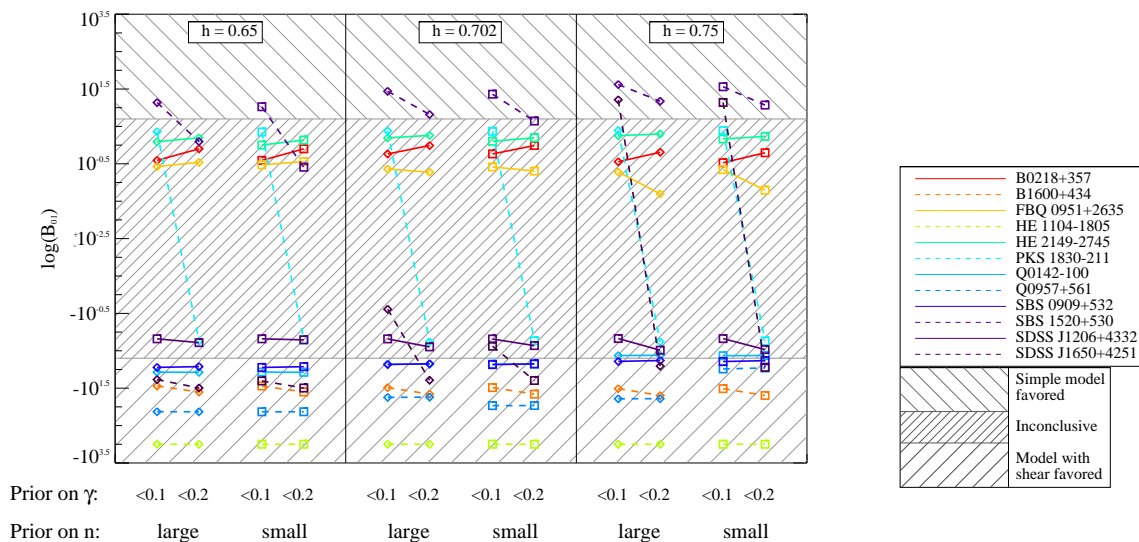 h = 0.65
h = 0.702
h = 0.75
10^3.5
10^1.5
10^-0.5
10^-2.5
-10^-0.5
-10^1.5
-10^3.5
log(B_01)
Prior on γ:
<0.1 <0.2 <0.1 <0.2 <0.1 <0.2 <0.1 <0.2 <0.1 <0.2 <0.1 <0.2
Prior on n:
large small large small large small
B0218+357
B1600+434
FBQ 0951+2635
HE 1104-1805
HE 2149-2745
PKS 1830-211
Q0142-100
Q0957+561
SBS 0909+532
SBS 1520+530
SDSS J1206+4332
SDSS J1650+4251
Simple model
favored
Inconclusive
Model with
shear favored